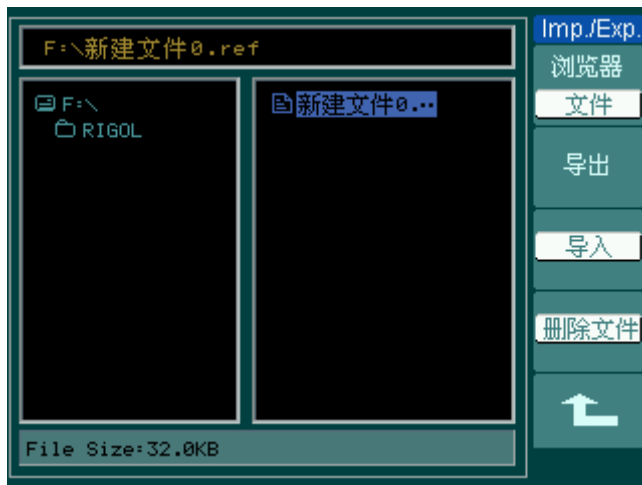 F:\新建文件0.ref
F:\
RIGOL
新建文件0.··
File Size:32.0KB
Imp./Exp.
浏览器
文件
导出
导入
删除文件